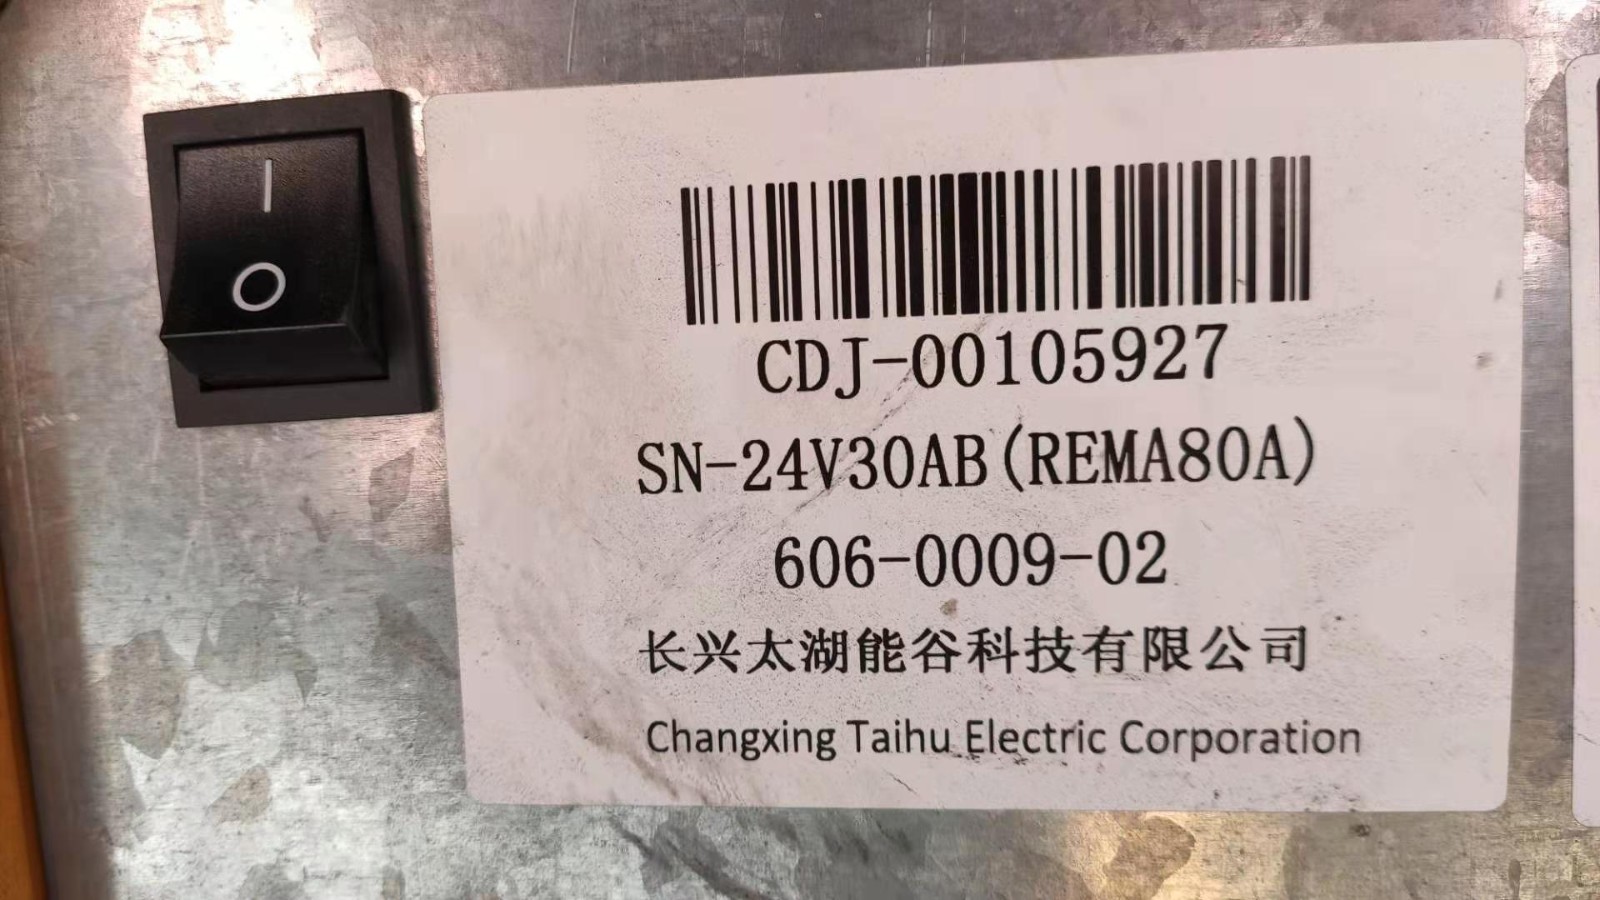 CDJ-00105927
SN-24V30AB(REMA80A)
606-0009-02
长兴太湖能谷科技有限公司
Changxing Taihu Electric Corporation